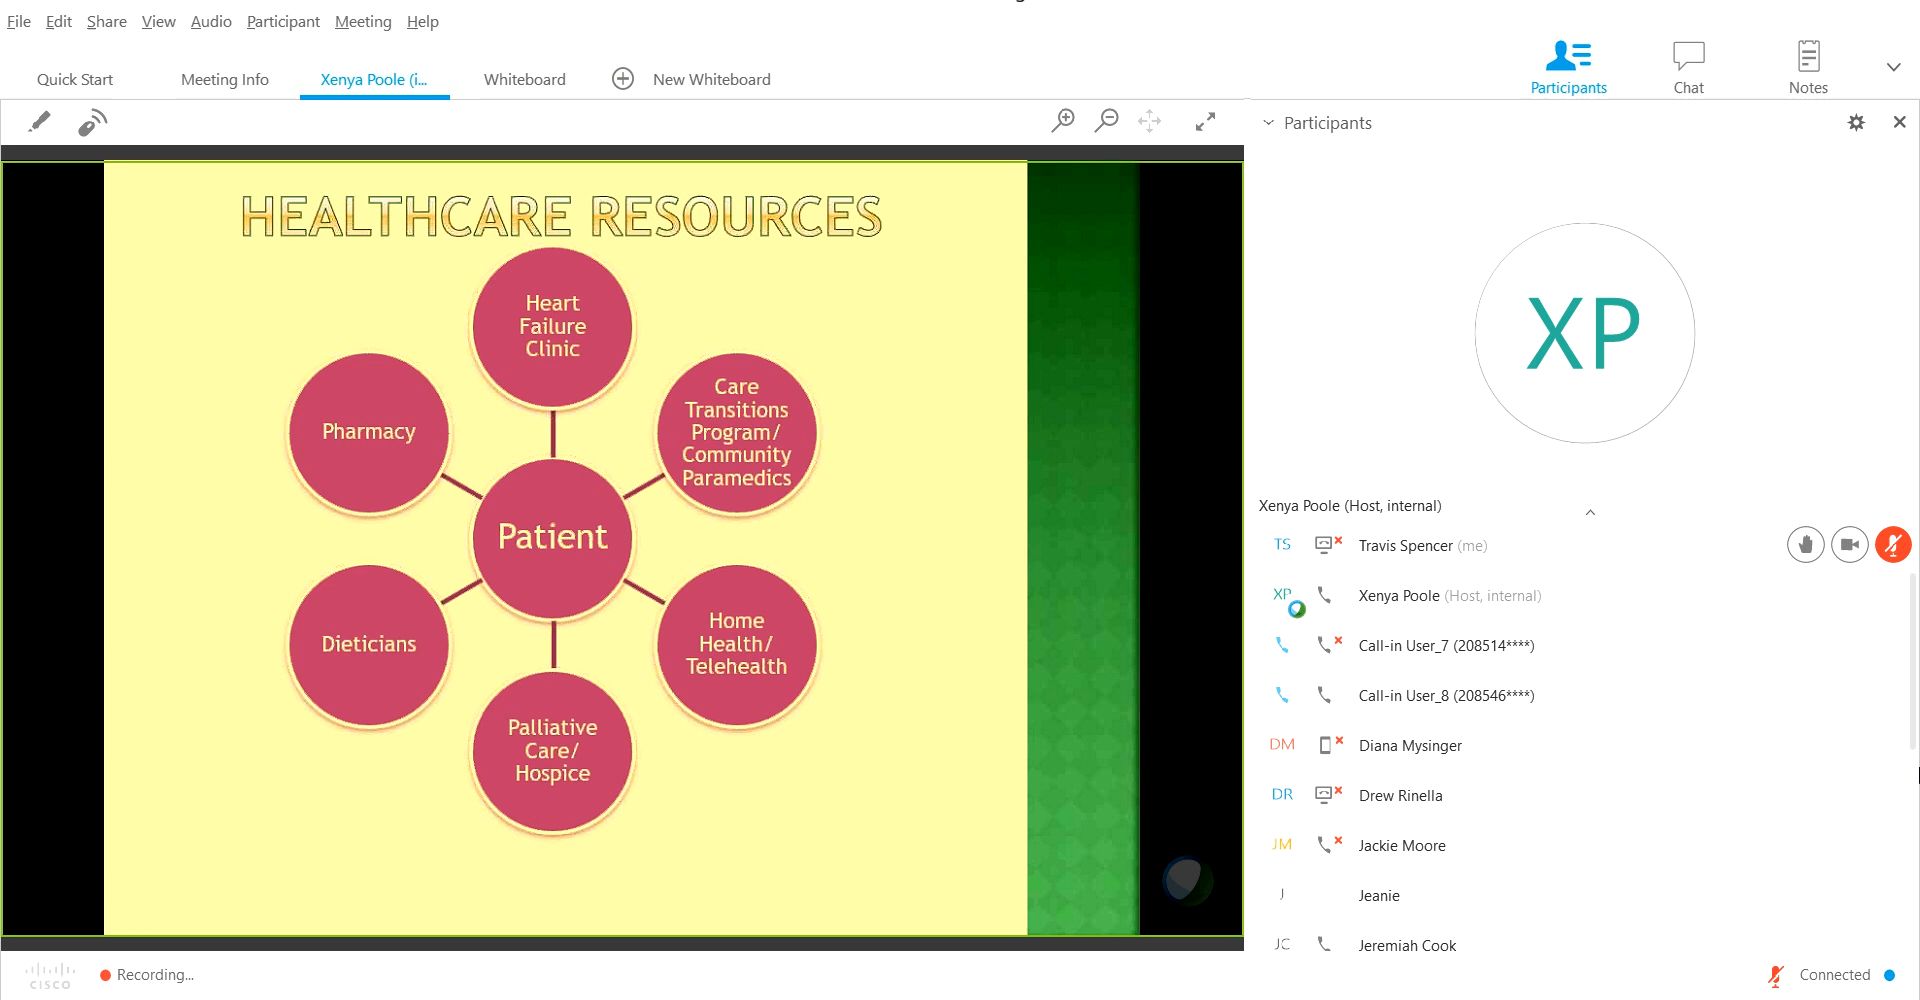 File Edit Share View Audio Participant Meeting Help
Quick Start Meeting Info Xenya Poole (i... Whiteboard New Whiteboard
Participants Chat Notes
Participants
HEALTHCARE RESOURCES
Heart
Failure
Clinic
Care
Transitions
Program/
Community
Paramedics
Pharmacy
Patient
Dieticians
Home
Health/
Telehealth
Palliative
Care/
Hospice
XP
Xenya Poole (Host, internal)
TS Travis Spencer (me)
XP Xenya Poole (Host, internal)
Call-in User_7 (208514****)
Call-in User_8 (208546****)
DM Diana Mysinger
DR Drew Rinella
JM Jackie Moore
J Jeanie
JC Jeremiah Cook
CISCO
Recording...
Connected